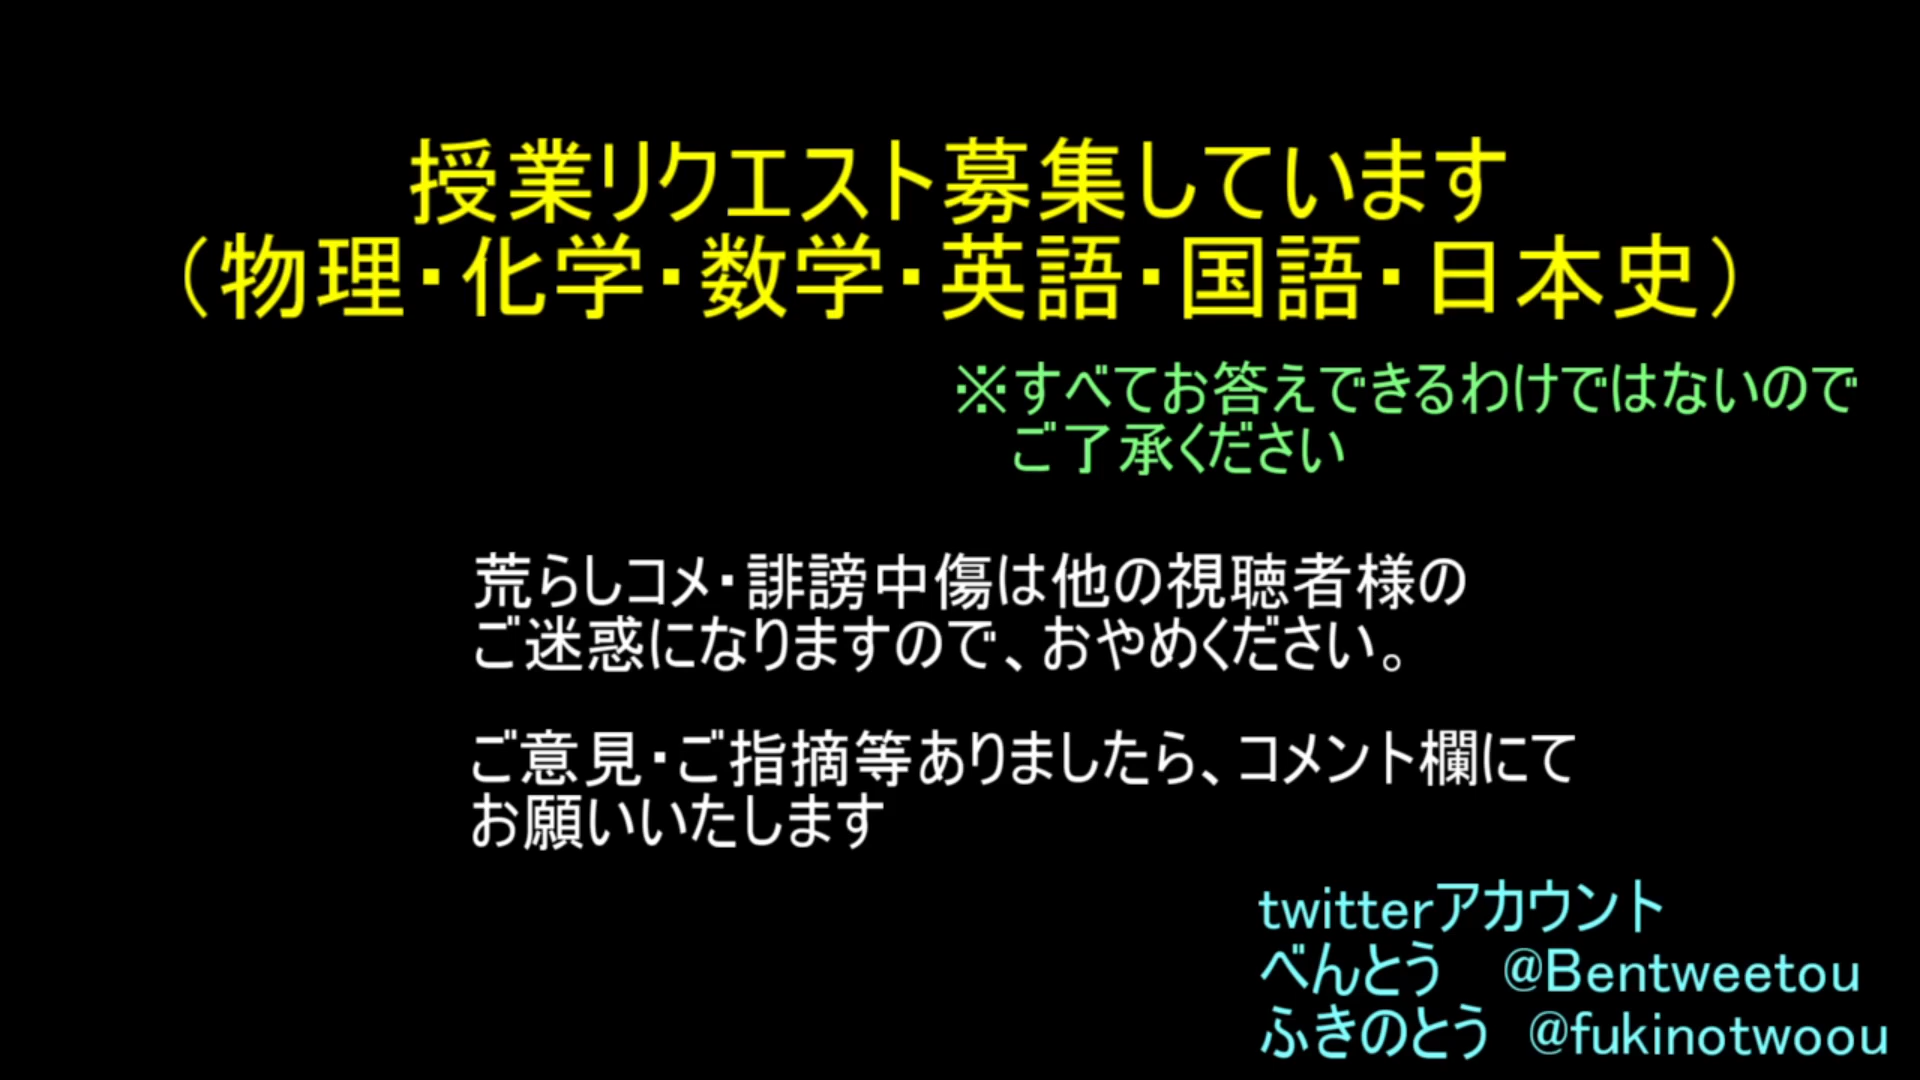 授業リクエスト募集しています
（物理・化学・数学・英語・国語・日本史）
※すべてお答えできるわけではないので
ご了承ください
荒らしコメ・誹謗中傷は他の視聴者様の
ご迷惑になりますので、おやめください。
ご意見・ご指摘等ありましたら、コメント欄にて
お願いいたします
twitterアカウント
べんとう　@Bentweetou
ふきのとう　@fukinotwoou